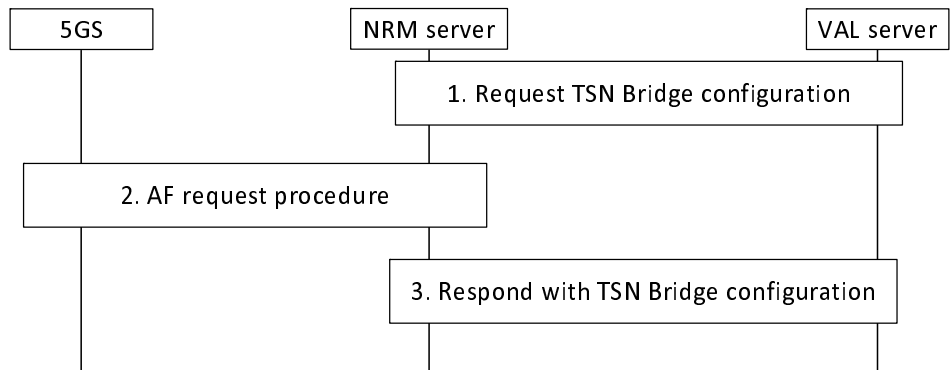 5GS
NRM server
VAL server
1. Request TSN Bridge configuration
2. AF request procedure
3. Respond with TSN Bridge configuration